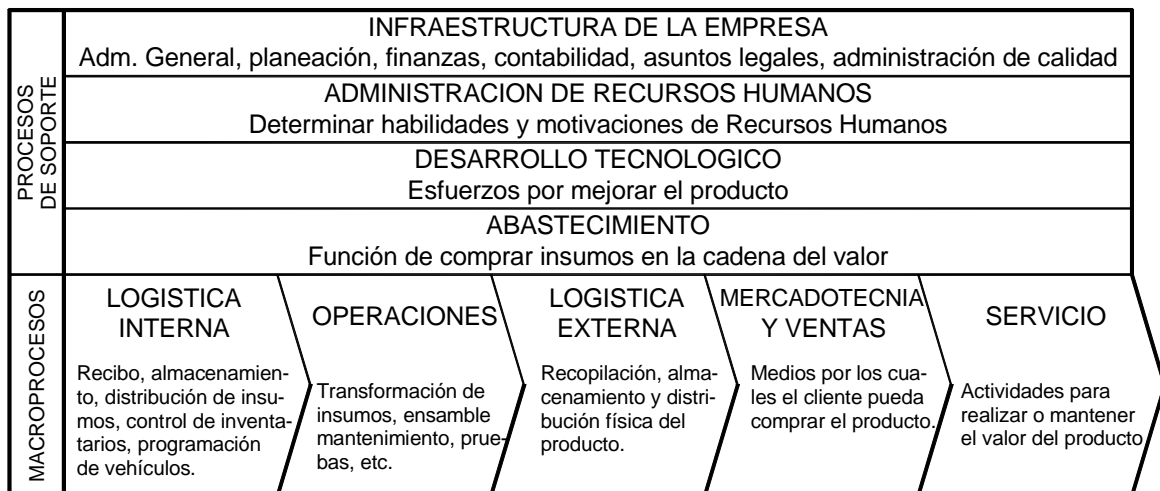 PROCESOS
DE SOPORTE
INFRAESTRUCTURA DE LA EMPRESA
Adm. General, planeación, finanzas, contabilidad, asuntos legales, administración de calidad
ADMINISTRACION DE RECURSOS HUMANOS
Determinar habilidades y motivaciones de Recursos Humanos
DESARROLLO TECNOLOGICO
Esfuerzos por mejorar el producto
ABASTECIMIENTO
Función de comprar insumos en la cadena del valor
MACROPROCESOS
LOGISTICA
INTERNA
Recibo, almacenamien-
to, distribución de insu-
mos, control de inventa-
tarios, programación
de vehículos.
OPERACIONES
Transformación de
insumos, ensamble
mantenimiento, prue-
bas, etc.
LOGISTICA
EXTERNA
Recopilación, alma-
cenamiento y distri-
bución física del
producto.
MERCADOTECNIA
Y VENTAS
Medios por los cua-
les el cliente pueda
comprar el producto.
SERVICIO
Actividades para
realizar o mantener
el valor del producto